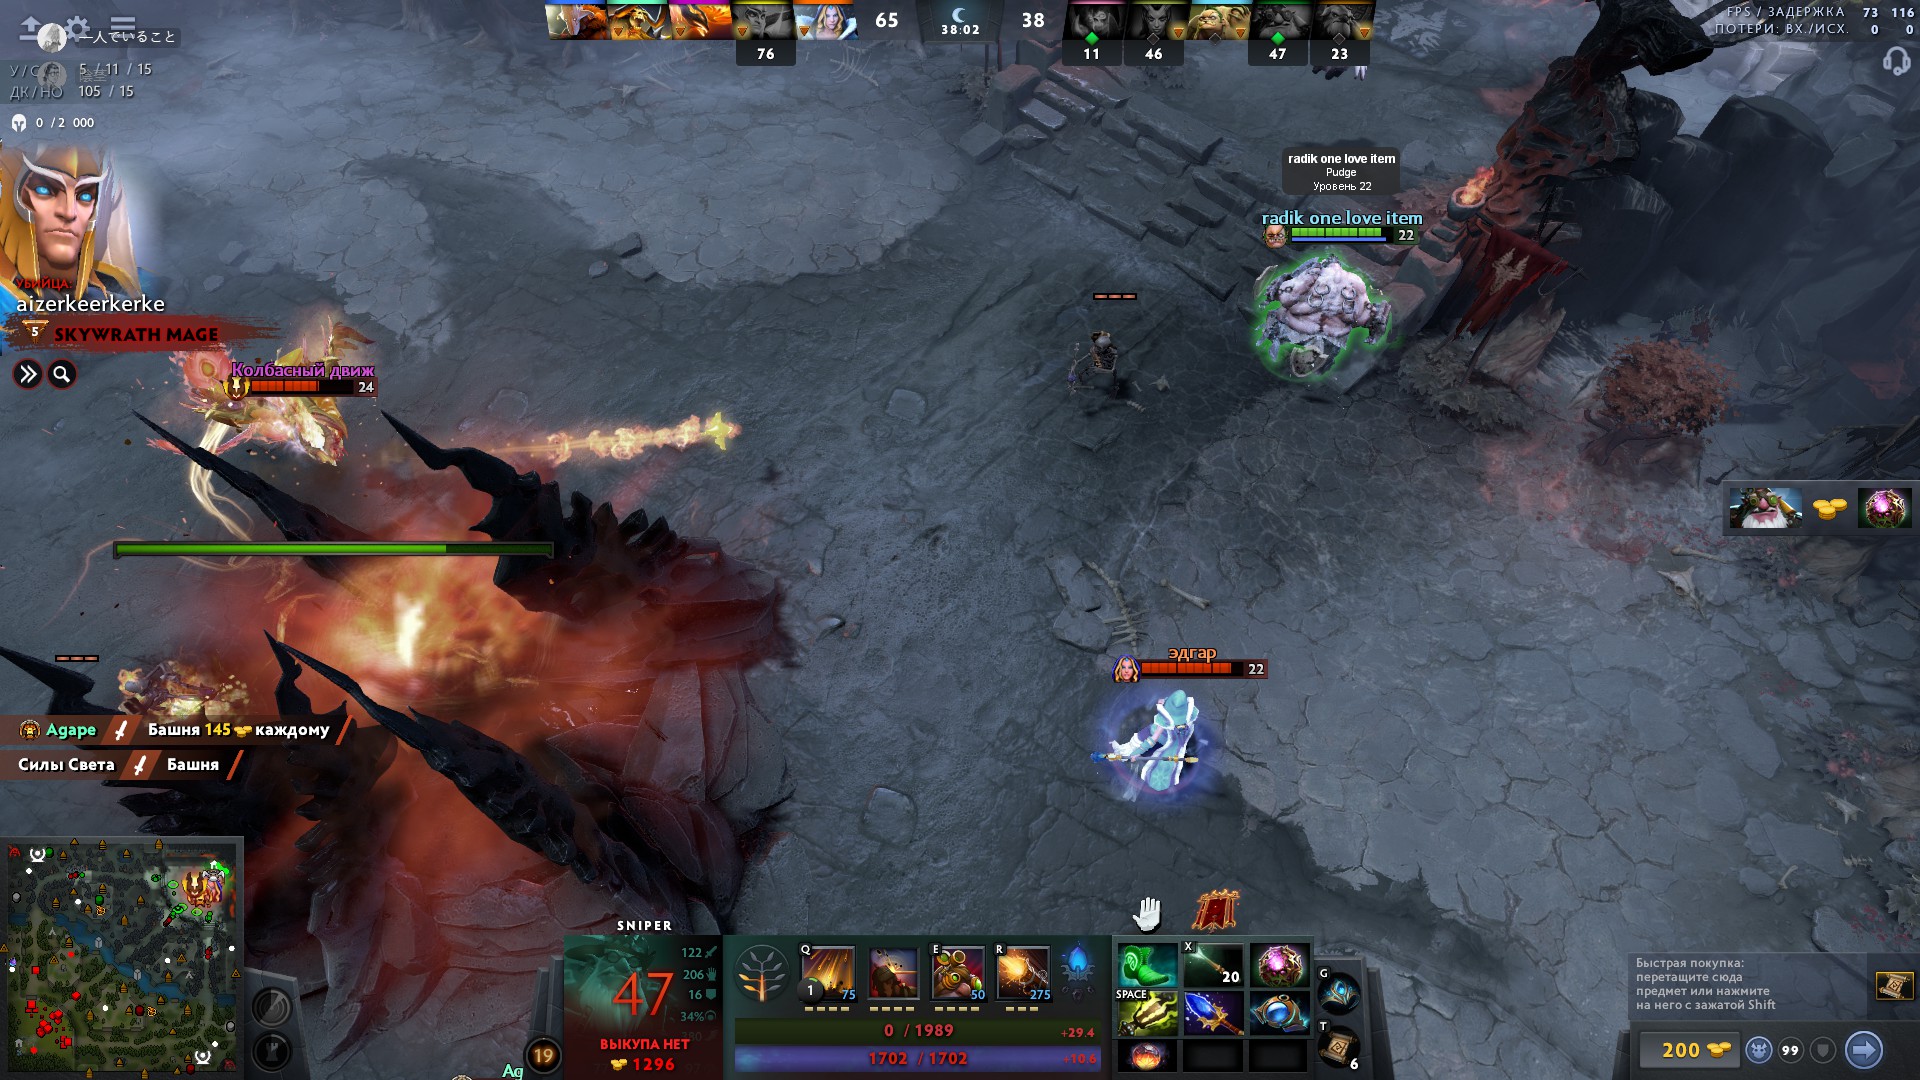 一人でいること
У / С 5 / 11 / 15
ДК / НО 105 / 15
0 / 2 000
76
65
38:02
38
11
46
47
23
FPS / ЗАДЕРЖКА 73 116
ПОТЕРИ: ВХ./ИСХ. 0 0
radik one love item
Pudge
Уровень 22
radik one love item
22
УБИЙЦА:
aizerkeerkerke
5 SKYWRATH MAGE
Колбасный движ
24
эдгар
22
Agape Башня 145 каждому
Силы Света Башня
SNIPER
122
206
16
34%
47
ВЫКУПА НЕТ
1296
19
Ag
Q
1
75
E
50
R
275
0 / 1989 +29.4
1702 / 1702 +10.6
X
20
SPACE
G
T
6
Быстрая покупка:
перетащите сюда
предмет или нажмите
на него с зажатой Shift
200
99